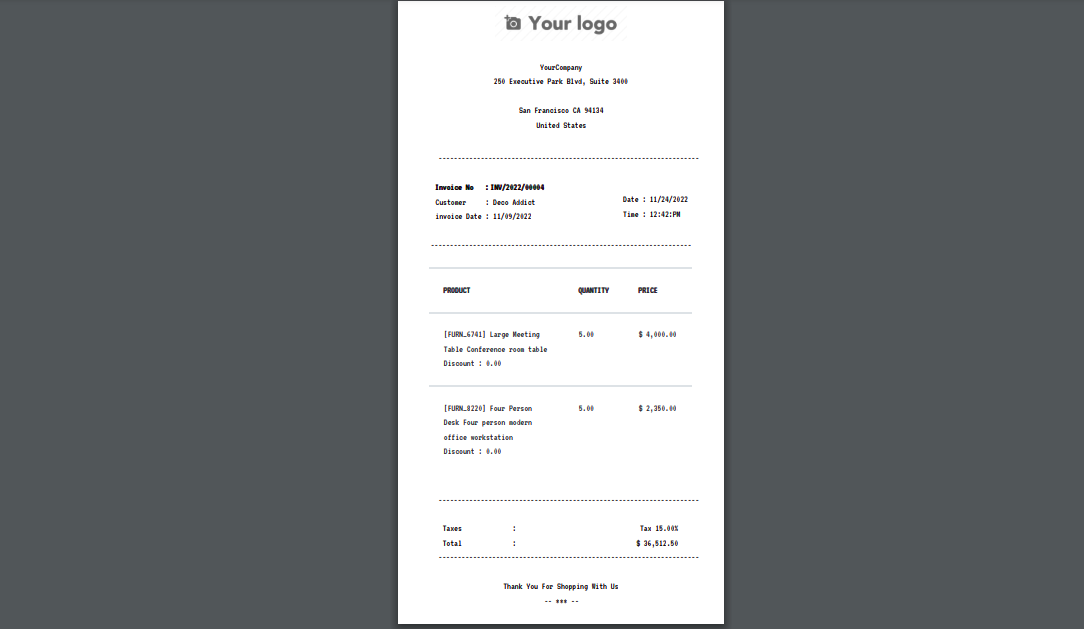 Your logo
YourCompany
250 Executive Park Blvd, Suite 3400
San Francisco CA 94134
United States
--------------------------------------------------------------------
Invoice No : INV/2022/00004
Customer : Deco Addict
invoice Date : 11/09/2022
Date : 11/24/2022
Time : 12:42:PM
--------------------------------------------------------------------
PRODUCT QUANTITY PRICE
[FURN_6741] Large Meeting 5.00 $ 4,000.00
Table Conference room table
Discount : 0.00
[FURN_8220] Four Person 5.00 $ 2,350.00
Desk Four person modern
office workstation
Discount : 0.00
--------------------------------------------------------------------
Taxes : Tax 15.00%
Total : $ 36,512.50
--------------------------------------------------------------------
Thank You For Shopping With Us
-- *** --